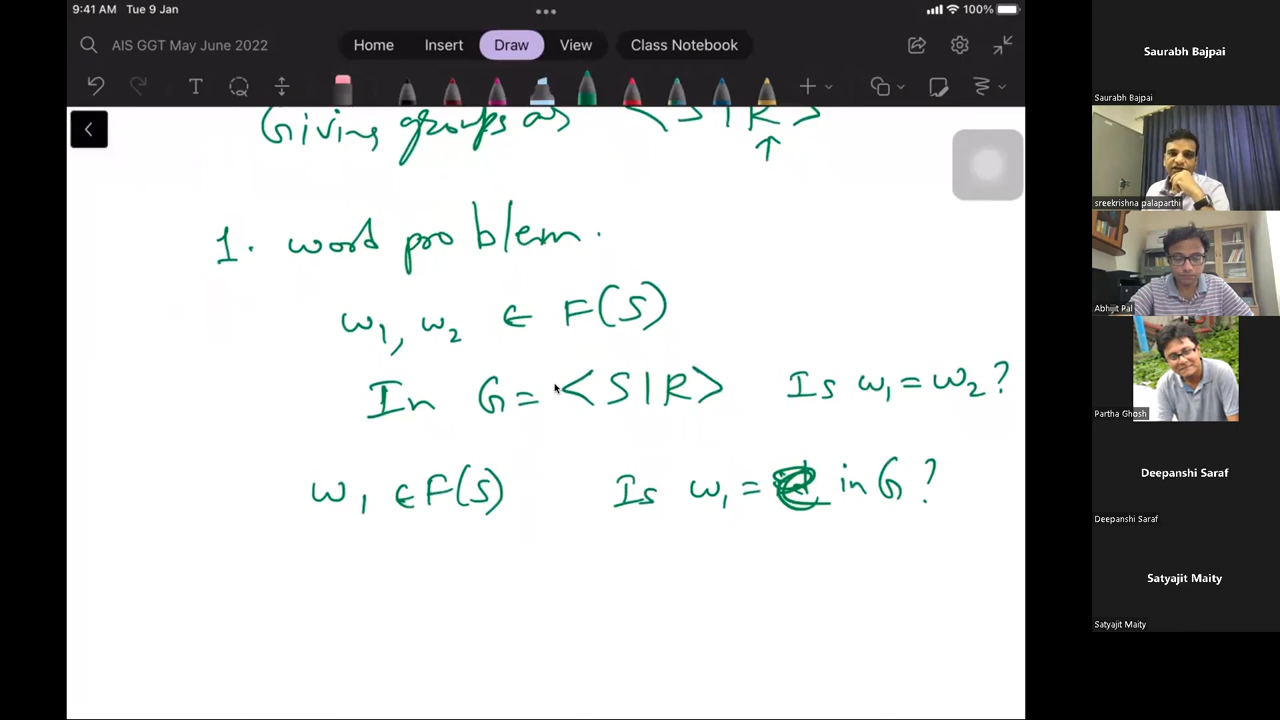 9:41 AM Tue 9 Jan
100%
AIS GGT May June 2022
Home Insert Draw View Class Notebook
Giving groups as < S | R >
↑
1. word problem.
w₁, w₂ ∈ F(S)
In G = < S | R > Is w₁ = w₂ ?
w₁ ∈ F(S) Is w₁ = e in G ?
Saurabh Bajpai
Saurabh Bajpai
sreekrishna palaparthi
Abhijit Pal
Partha Ghosh
Deepanshi Saraf
Deepanshi Saraf
Satyajit Maity
Satyajit Maity